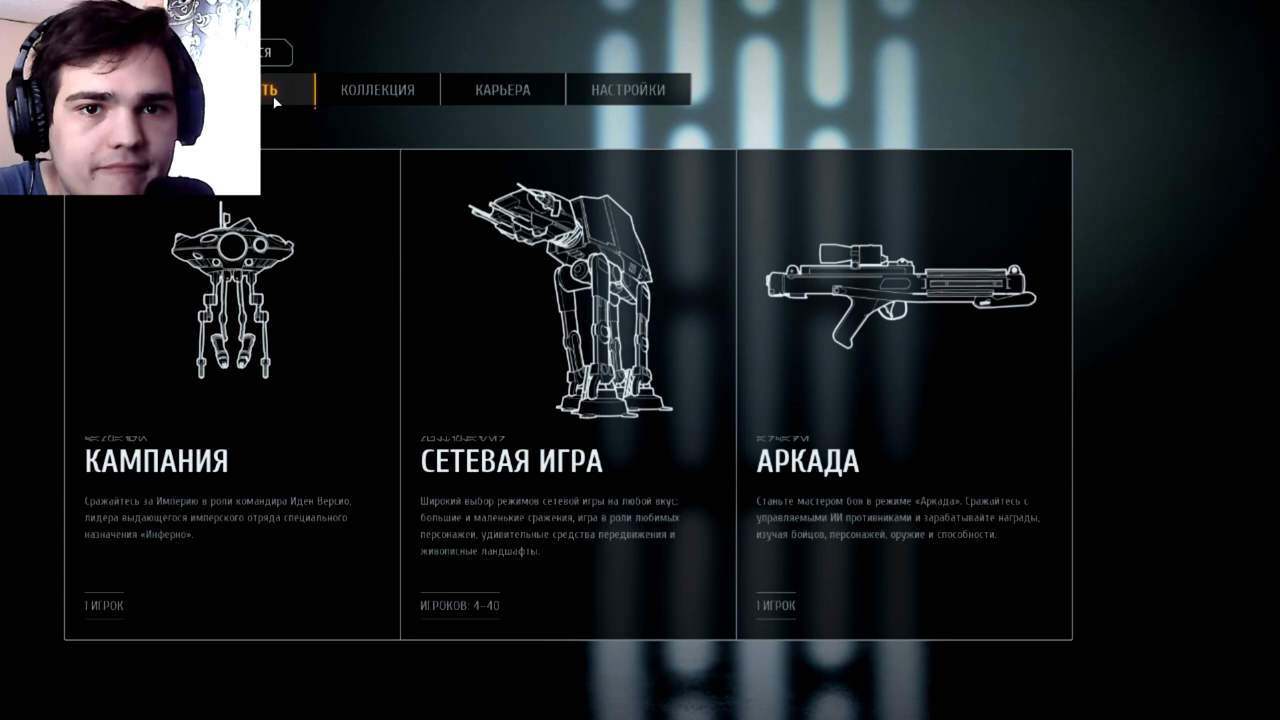 КОЛЛЕКЦИЯ
КАРЬЕРА
НАСТРОЙКИ
КАМПАНИЯ
Сражайтесь за Империю в роли командира Иден Версио,
лидера выдающегося имперского отряда специального
назначения «Инферно».
1 ИГРОК
СЕТЕВАЯ ИГРА
Широкий выбор режимов сетевой игры на любой вкус:
большие и маленькие сражения, игра в роли любимых
персонажей, удивительные средства передвижения и
живописные ландшафты.
ИГРОКОВ: 4–40
АРКАДА
Станьте мастером боя в режиме «Аркада». Сражайтесь с
управляемыми ИИ противниками и зарабатывайте награды,
изучая бойцов, персонажей, оружие и способности.
1 ИГРОК